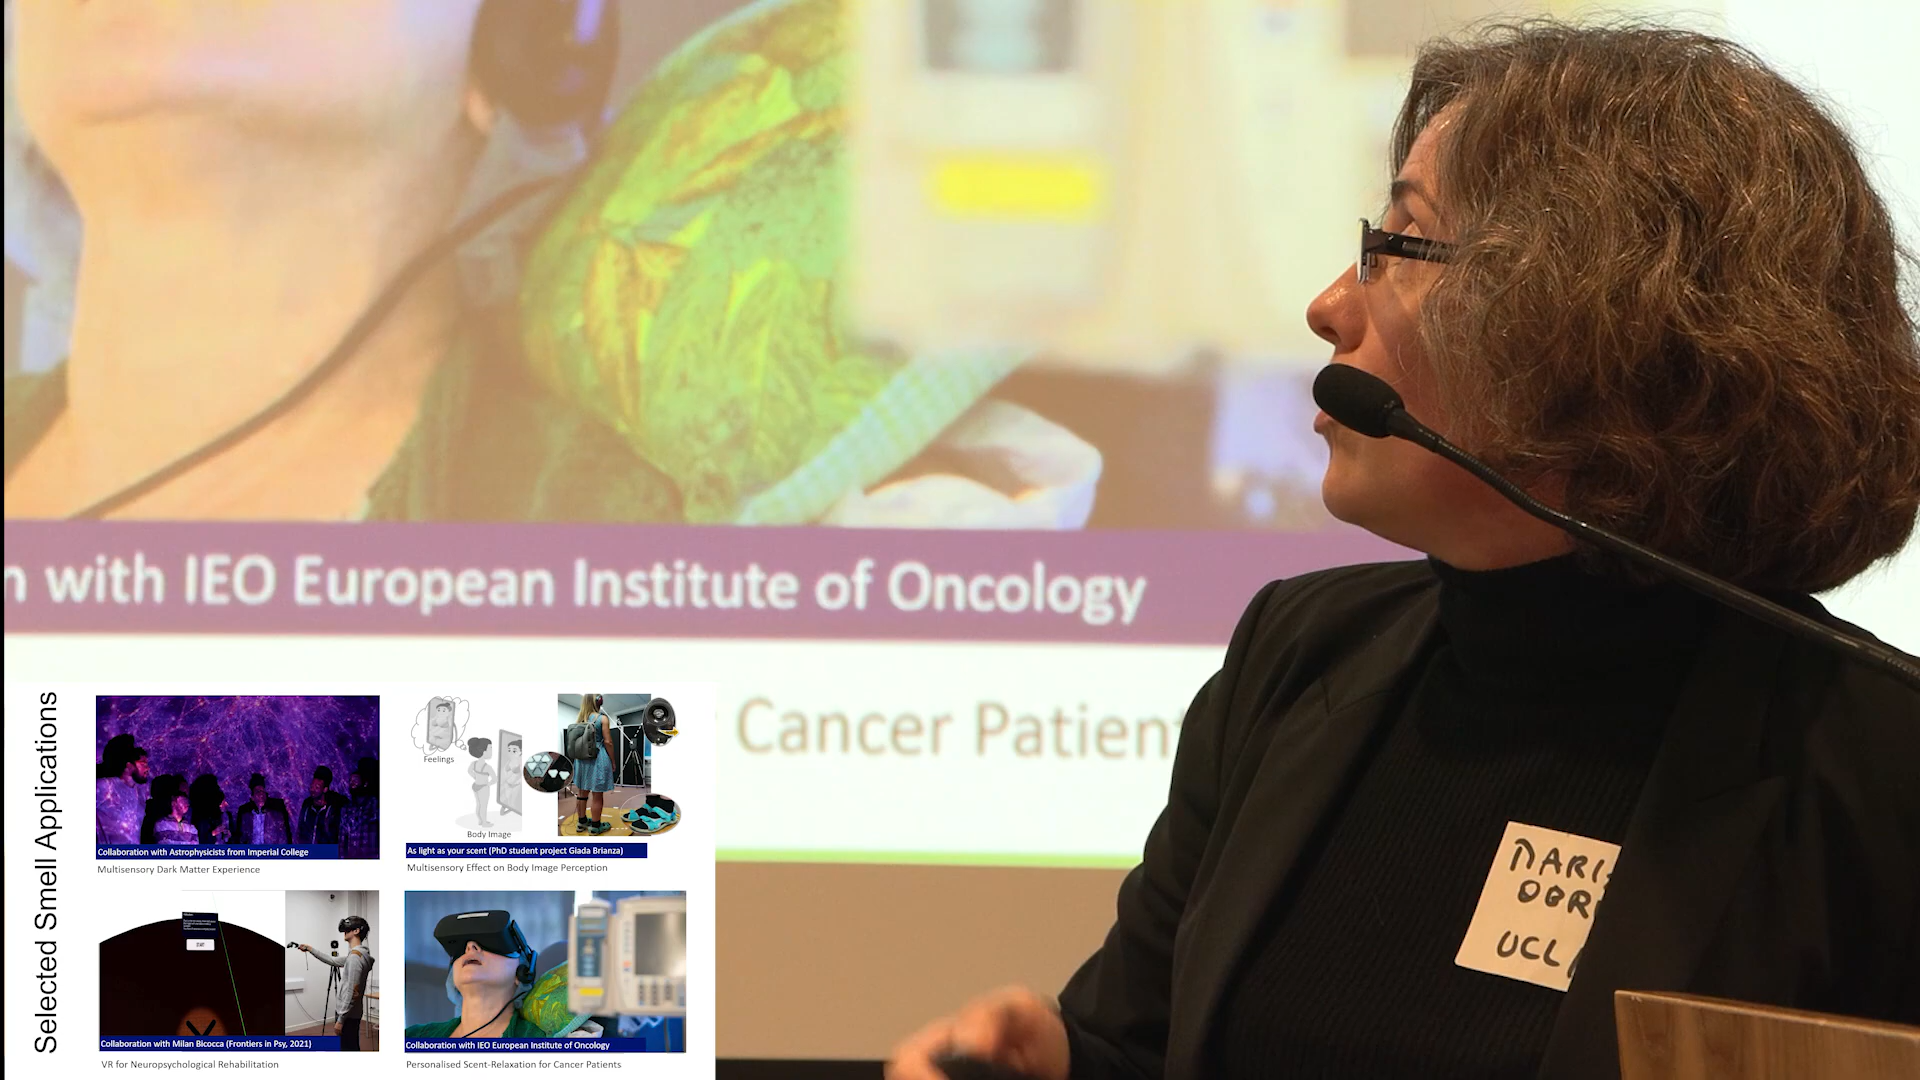 n with IEO European Institute of Oncology
Cancer Patient
OBR
UCL
Selected Smell Applications
Collaboration with Astrophysicists from Imperial College
Multisensory Dark Matter Experience
Feelings
Body Image
As light as your scent (PhD student project Giada Brianza)
Multisensory Effect on Body Image Perception
START
Collaboration with Milan Bicocca (Frontiers in Psy, 2021)
VR for Neuropsychological Rehabilitation
Collaboration with IEO European Institute of Oncology
Personalised Scent-Relaxation for Cancer Patients